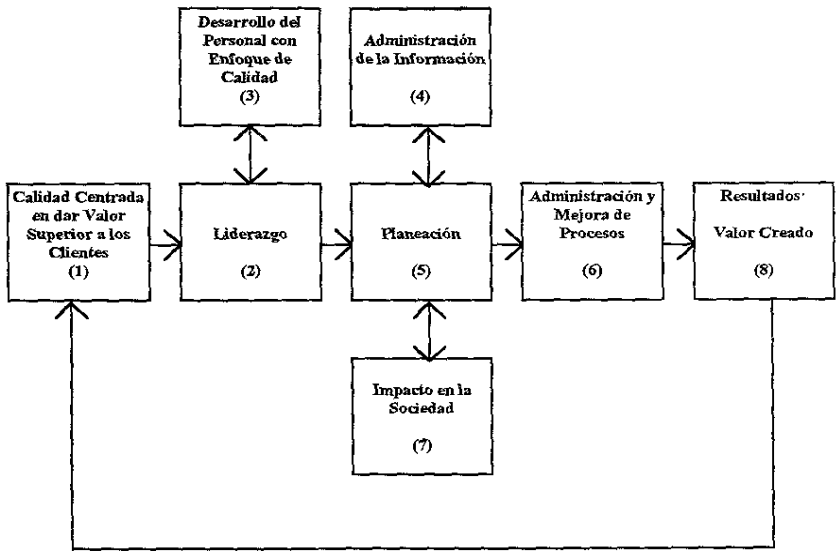 Desarrollo del
Personal con
Enfoque de
Calidad
(3)
Administración
de la Información
(4)
Calidad Centrada
en dar Valor
Superior a los
Clientes
(1)
Liderazgo
(2)
Planeación
(5)
Administración y
Mejora de
Procesos
(6)
Resultados:
Valor Creado
(8)
Impacto en la
Sociedad
(7)